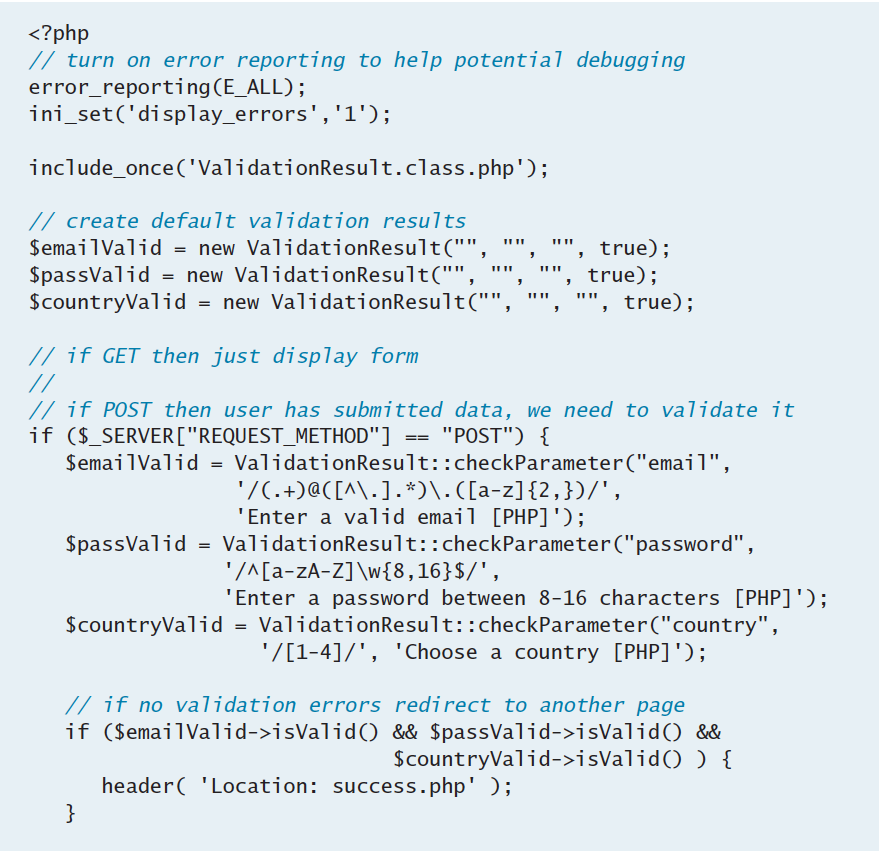 <?php
// turn on error reporting to help potential debugging
error_reporting(E_ALL);
ini_set('display_errors','1');

include_once('ValidationResult.class.php');

// create default validation results
$emailValid = new ValidationResult("", "", "", true);
$passValid = new ValidationResult("", "", "", true);
$countryValid = new ValidationResult("", "", "", true);

// if GET then just display form
//
// if POST then user has submitted data, we need to validate it
if ($_SERVER["REQUEST_METHOD"] == "POST") {
   $emailValid = ValidationResult::checkParameter("email",
                 '/(.+)@([^\.].*)\.([a-z]{2,})/',
                 'Enter a valid email [PHP]');
   $passValid = ValidationResult::checkParameter("password",
                '/^[a-zA-Z]\w{8,16}$/',
                'Enter a password between 8-16 characters [PHP]');
   $countryValid = ValidationResult::checkParameter("country",
                   '/[1-4]/', 'Choose a country [PHP]');

   // if no validation errors redirect to another page
   if ($emailValid->isValid() && $passValid->isValid() &&
                              $countryValid->isValid() ) {
      header( 'Location: success.php' );
   }